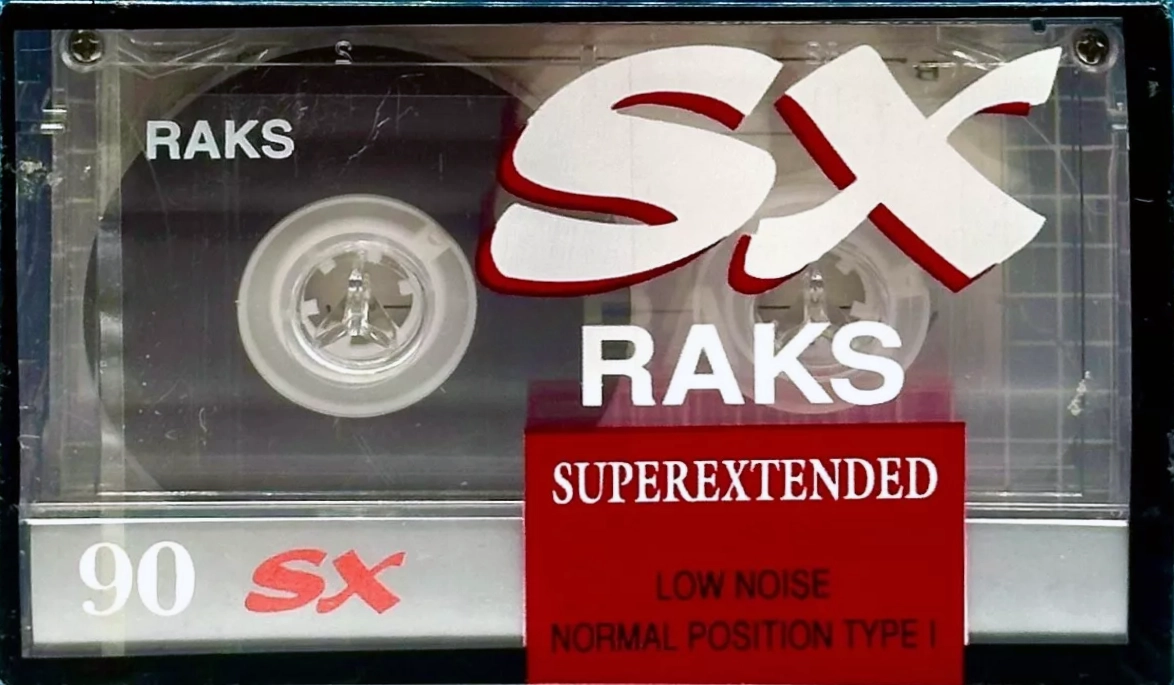 RAKS
SX
RAKS
SUPEREXTENDED
LOW NOISE
NORMAL POSITION TYPE I
90 SX